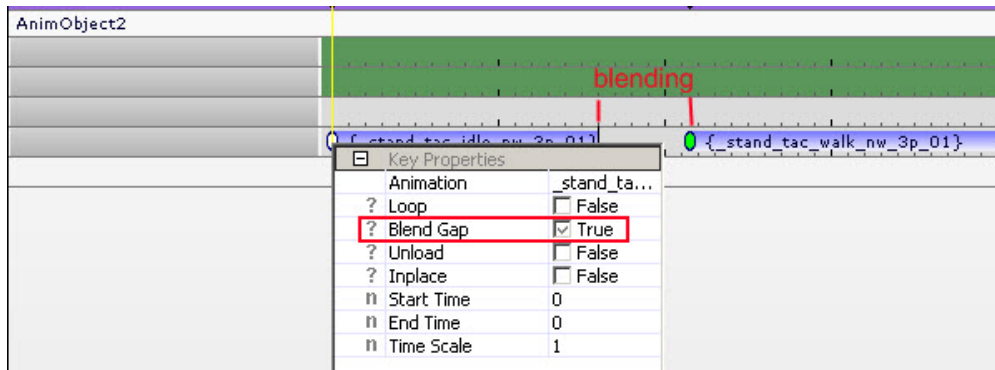 AnimObject2
blending
{_stand_tac_idle_nw_3p_01}
{_stand_tac_walk_nw_3p_01}
Key Properties
Animation _stand_ta...
? Loop False
? Blend Gap True
? Unload False
? Inplace False
n Start Time 0
n End Time 0
n Time Scale 1